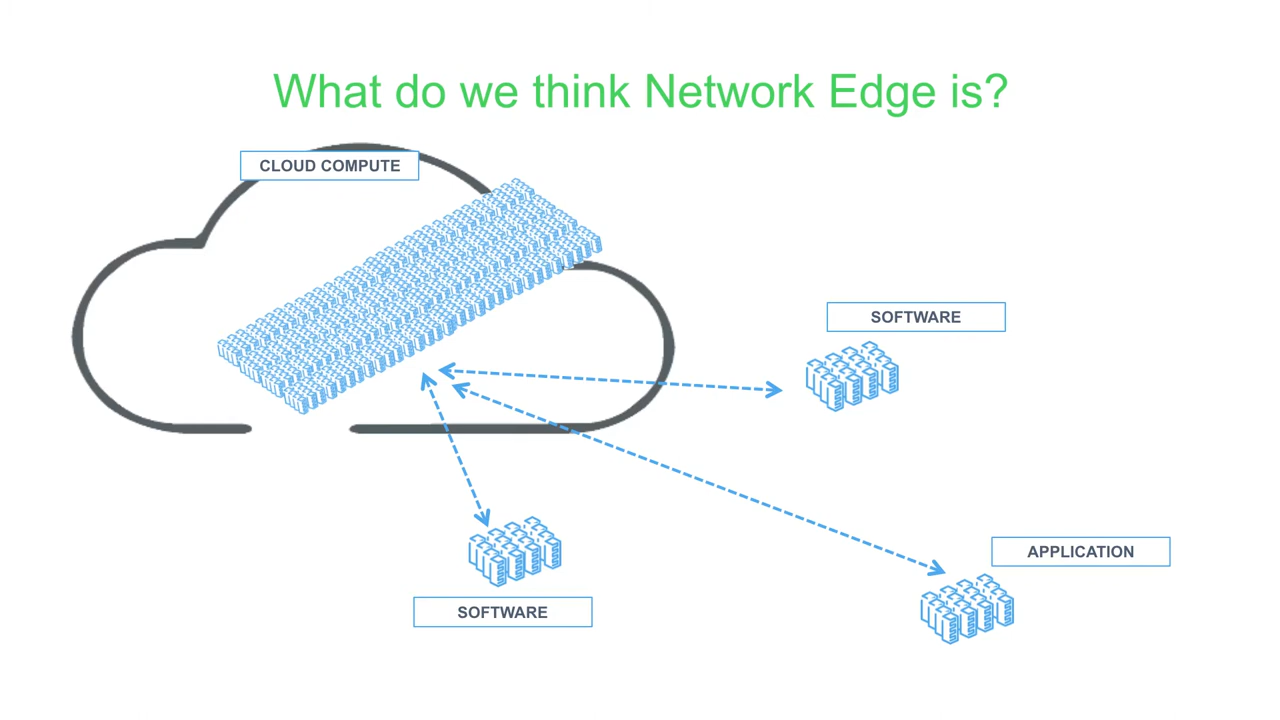 What do we think Network Edge is?
CLOUD COMPUTE
SOFTWARE
APPLICATION
SOFTWARE